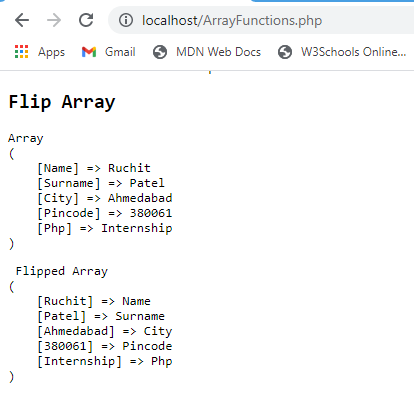 localhost/ArrayFunctions.php
Apps Gmail MDN Web Docs W3Schools Online...
Flip Array
Array
(
    [Name] => Ruchit
    [Surname] => Patel
    [City] => Ahmedabad
    [Pincode] => 380061
    [Php] => Internship
)
 Flipped Array
(
    [Ruchit] => Name
    [Patel] => Surname
    [Ahmedabad] => City
    [380061] => Pincode
    [Internship] => Php
)